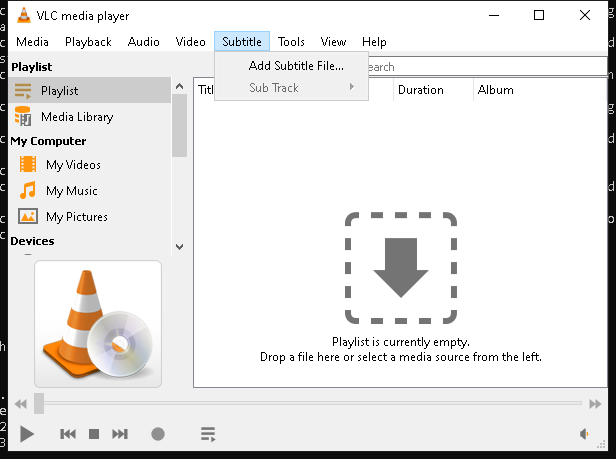 VLC media player
Media Playback Audio Video Subtitle Tools View Help
Add Subtitle File...
Sub Track
Playlist
Playlist
Media Library
My Computer
My Videos
My Music
My Pictures
Devices
Duration Album
Playlist is currently empty.
Drop a file here or select a media source from the left.